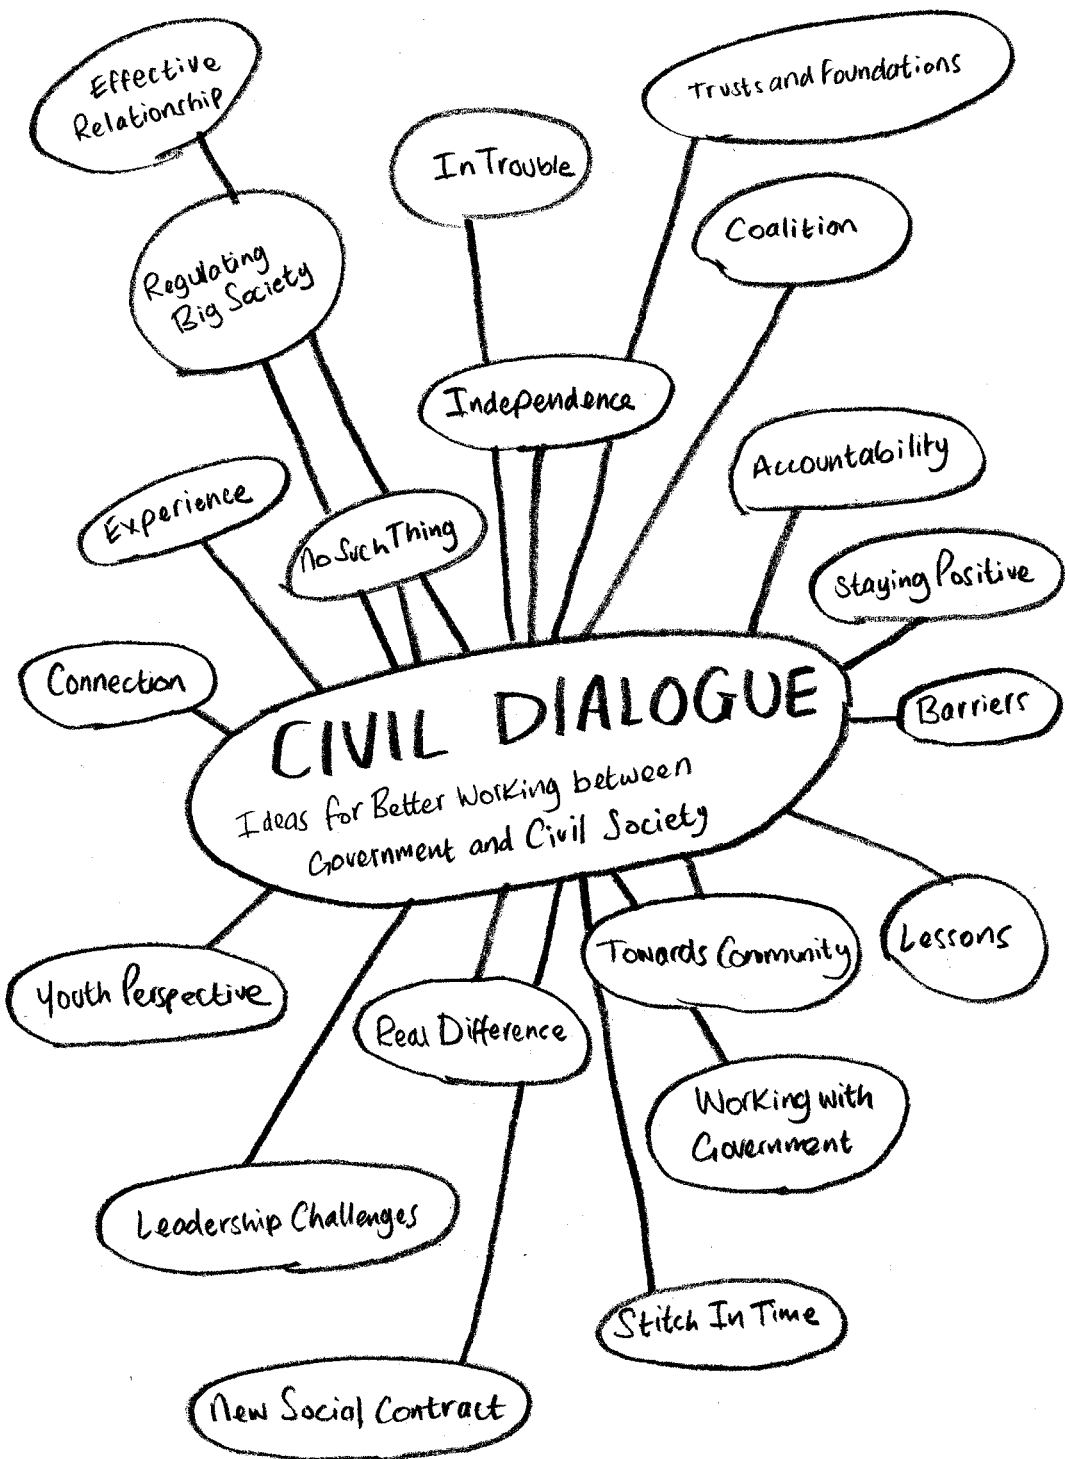 Effective
Relationship
Trusts and Foundations
In Trouble
Coalition
Regulating
Big Society
Independence
Accountability
Experience
No Such Thing
Staying Positive
Connection
Barriers
CIVIL DIALOGUE
Ideas for Better Working between
Government and Civil Society
Lessons
Towards Community
Youth Perspective
Real Difference
Working with
Government
Leadership Challenges
Stitch In Time
New Social Contract